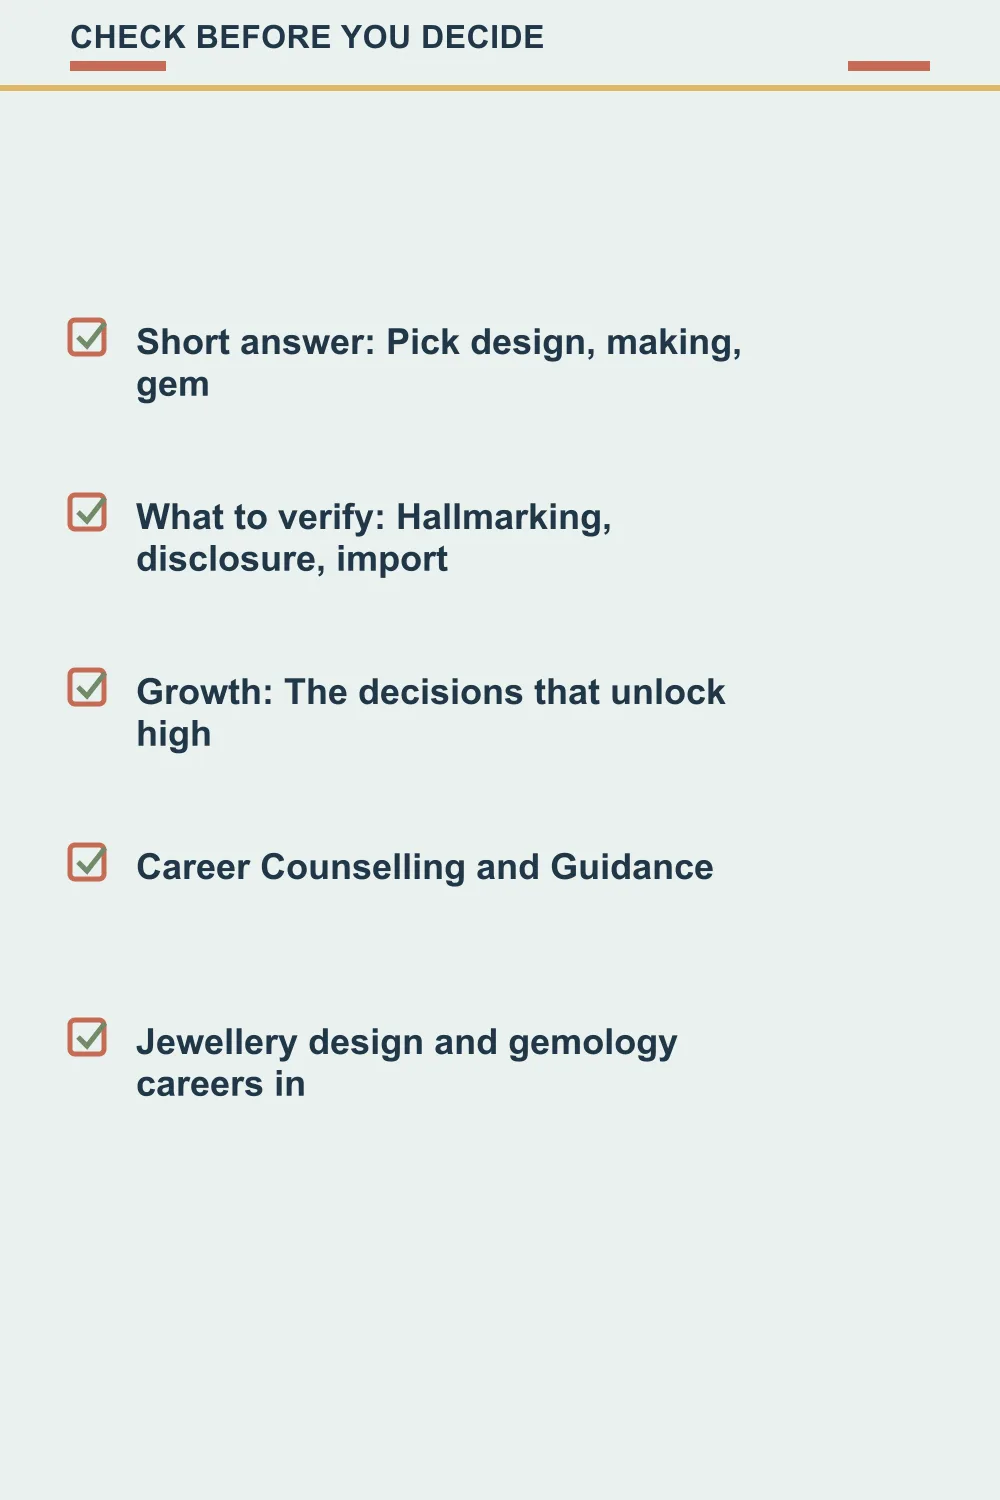 CHECK BEFORE YOU DECIDE
Short answer: Pick design, making,
gem
What to verify: Hallmarking,
disclosure, import
Growth: The decisions that unlock
high
Career Counselling and Guidance
Jewellery design and gemology
careers in